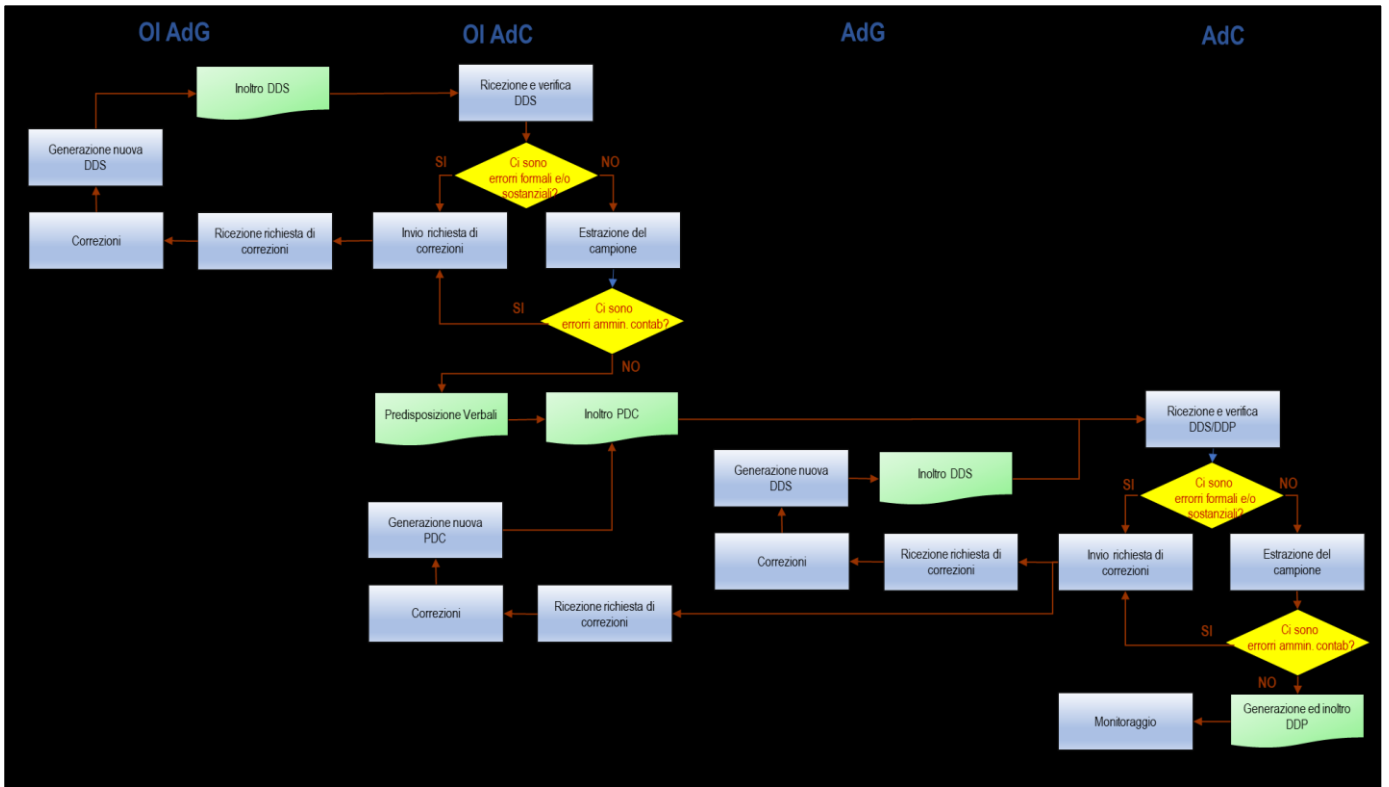 OI AdG
OI AdC
AdG
AdC
Inoltro DDS
Ricezione e verifica
DDS
Generazione nuova
DDS
SI
Ci sono
errorri formali e/o
sostanziali?
NO
Correzioni
Ricezione richiesta di
correzioni
Invio richiesta di
correzioni
Estrazione del
campione
SI
Ci sono
errorri ammin. contab?
NO
Predisposizione Verbali
Inoltro PDC
Ricezione e verifica
DDS/DDP
Generazione nuova
DDS
Inoltro DDS
SI
Ci sono
errorri formali e/o
sostanziali?
NO
Generazione nuova
PDC
Correzioni
Ricezione richiesta di
correzioni
Invio richiesta di
correzioni
Estrazione del
campione
Correzioni
Ricezione richiesta di
correzioni
SI
Ci sono
errorri ammin. contab?
NO
Monitoraggio
Generazione ed inoltro
DDP